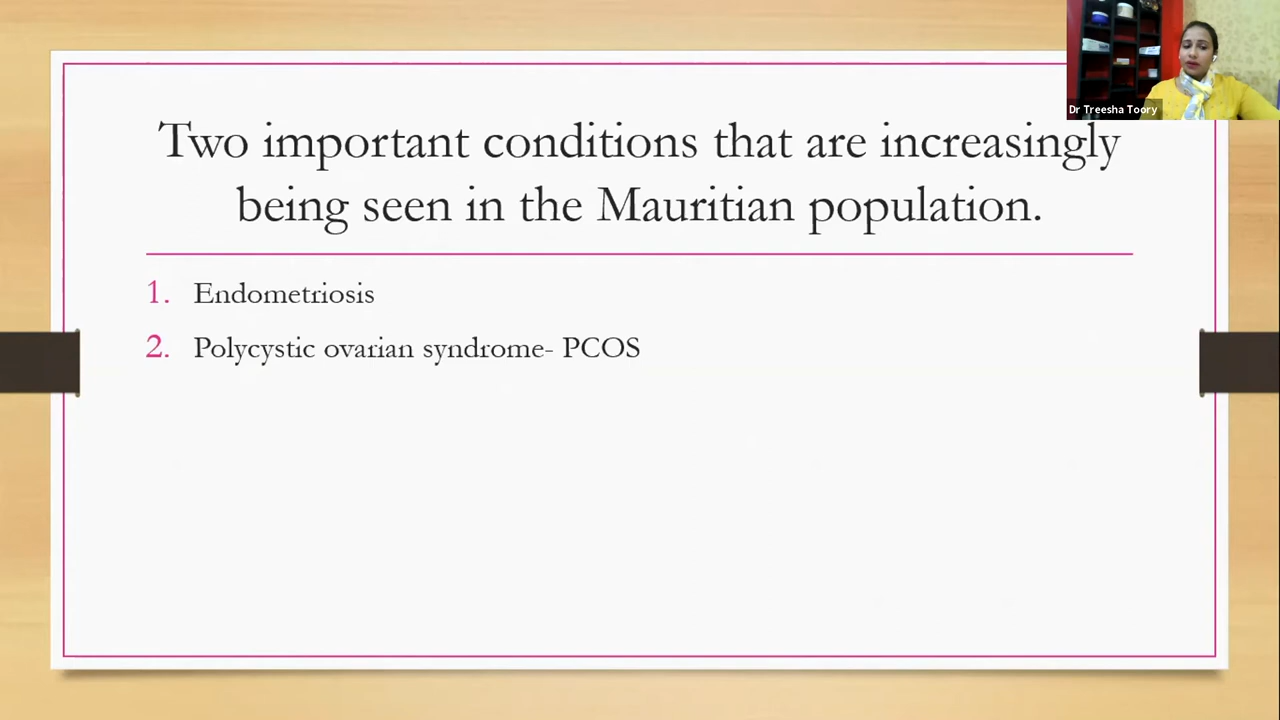 Dr Treesha Toory
Two important conditions that are increasingly
being seen in the Mauritian population.
1. Endometriosis
2. Polycystic ovarian syndrome- PCOS